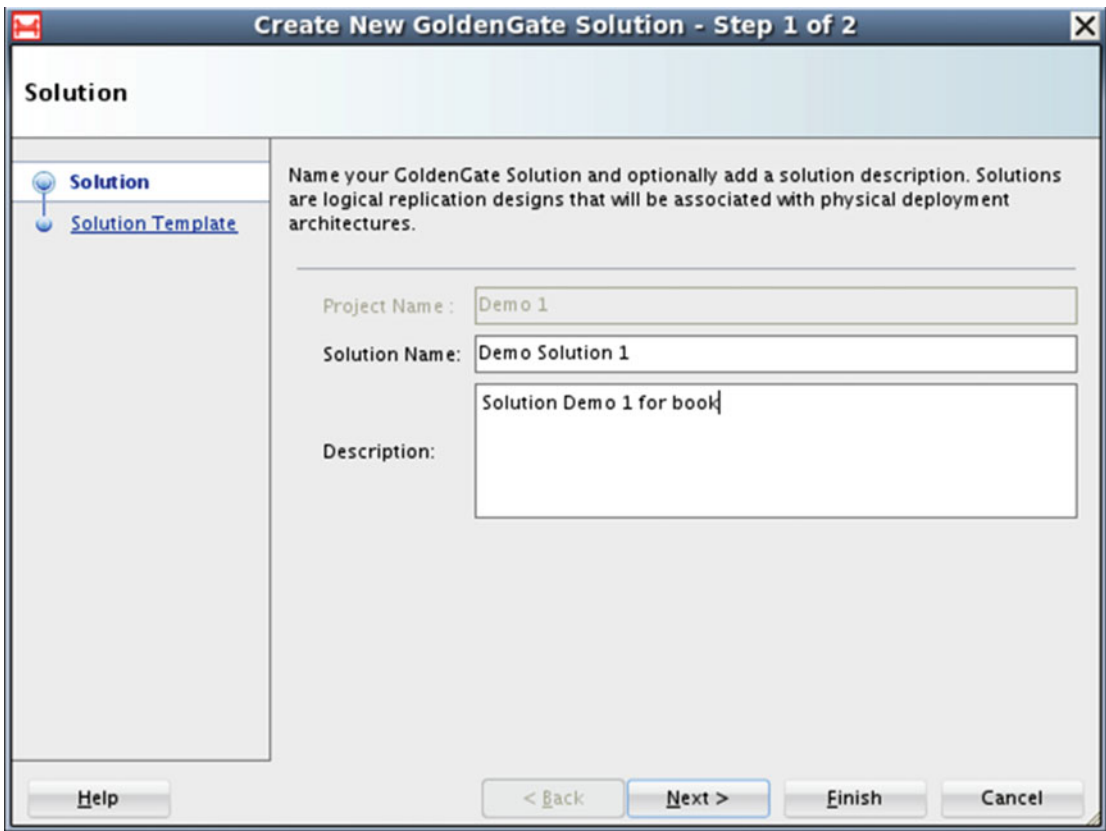 Create New GoldenGate Solution - Step 1 of 2
Solution
Solution
Solution Template
Name your GoldenGate Solution and optionally add a solution description. Solutions
are logical replication designs that will be associated with physical deployment
architectures.
Project Name : Demo 1
Solution Name: Demo Solution 1
Description: Solution Demo 1 for book
Help
< Back
Next >
Finish
Cancel